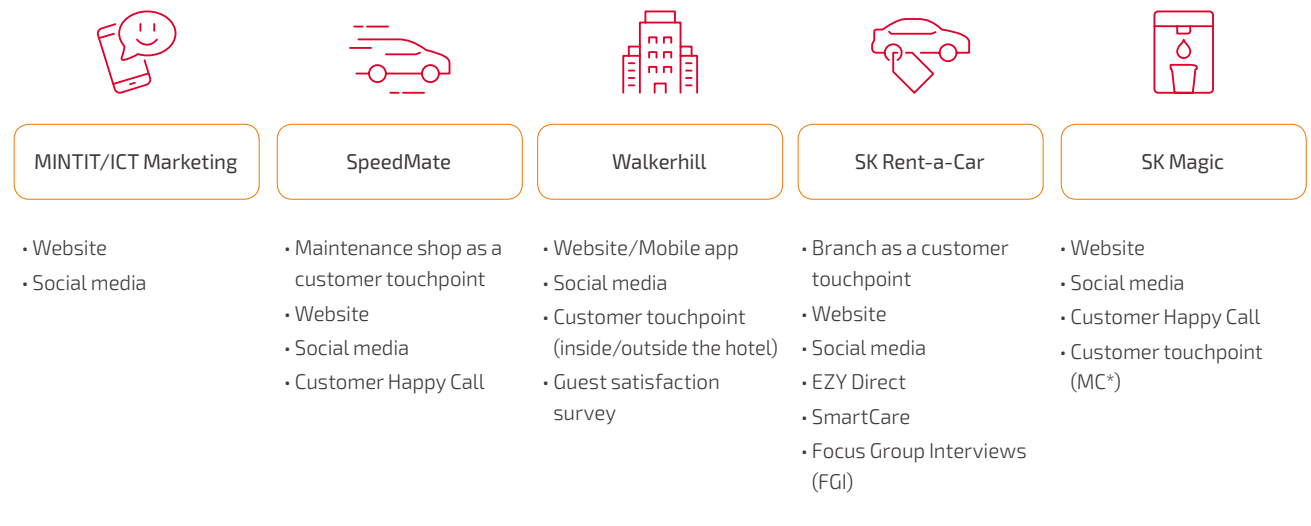 MINTIT/ICT Marketing
• Website
• Social media
SpeedMate
• Maintenance shop as a
customer touchpoint
• Website
• Social media
• Customer Happy Call
Walkerhill
• Website/Mobile app
• Social media
• Customer touchpoint
(inside/outside the hotel)
• Guest satisfaction
survey
SK Rent-a-Car
• Branch as a customer
touchpoint
• Website
• Social media
• EZY Direct
• SmartCare
• Focus Group Interviews
(FGI)
SK Magic
• Website
• Social media
• Customer Happy Call
• Customer touchpoint
(MC*)